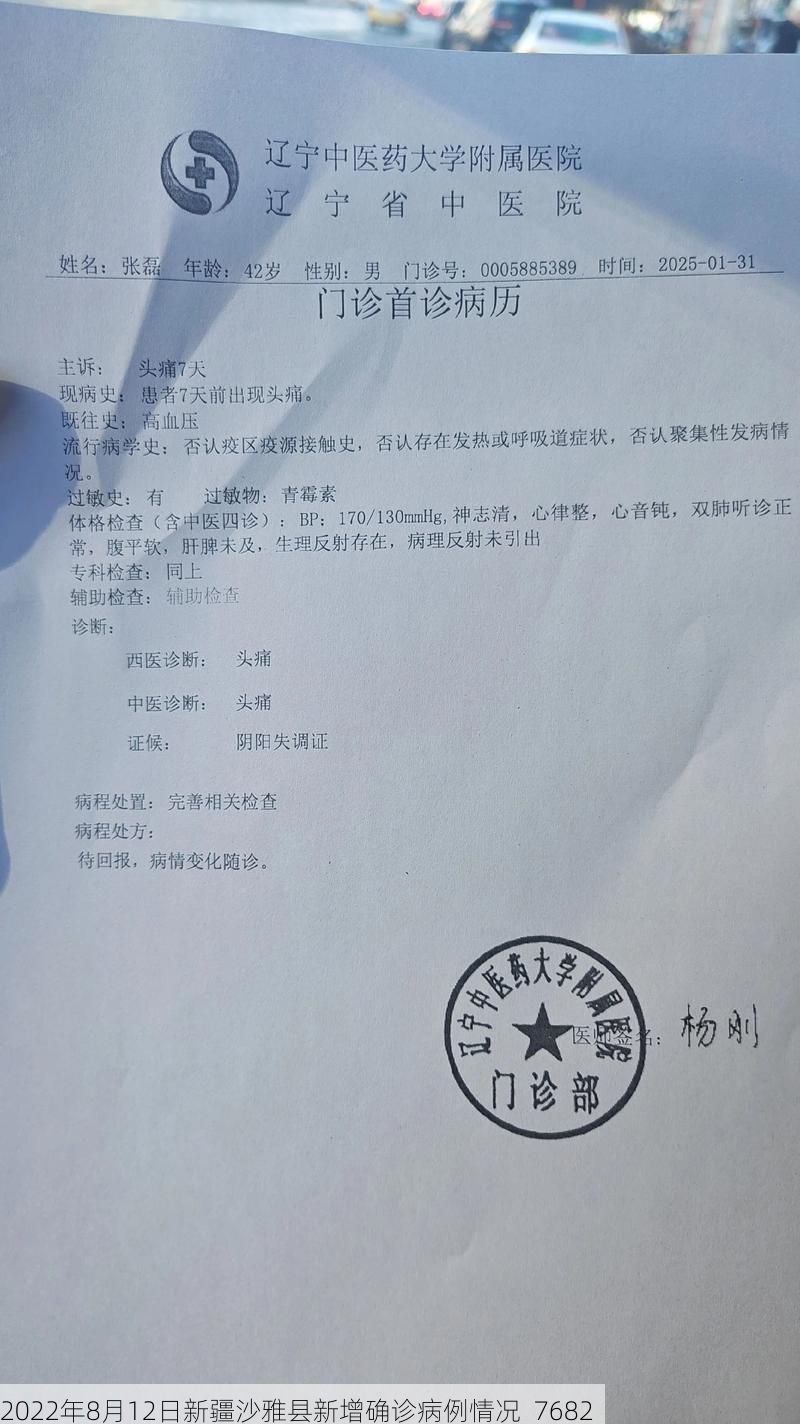 辽宁中医药大学附属医院
辽宁省中医院
姓名：张磊 年龄：42岁 性别：男 门诊号：0005885389 时间：2025-01-31
门诊首诊病历
主诉： 头痛7天
现病史：患者7天前出现头痛。
既往史：高血压
流行病学史：否认疫区疫源接触史，否认存在发热或呼吸道症状，否认聚集性发病情
况。
过敏史：有 过敏物：青霉素
体格检查（含中医四诊）：BP：170/130mmHg,神志清，心律整，心音钝，双肺听诊正
常，腹平软，肝脾未及，生理反射存在，病理反射未引出
专科检查：同上
辅助检查：辅助检查
诊断：
西医诊断： 头痛
中医诊断： 头痛
证候： 阴阳失调证
病程处置：完善相关检查
病程处方：
待回报，病情变化随诊。
辽宁中医药大学附属医院
医师签名：杨刚
门诊部
2022年8月12日新疆沙雅县新增确诊病例情况_7682